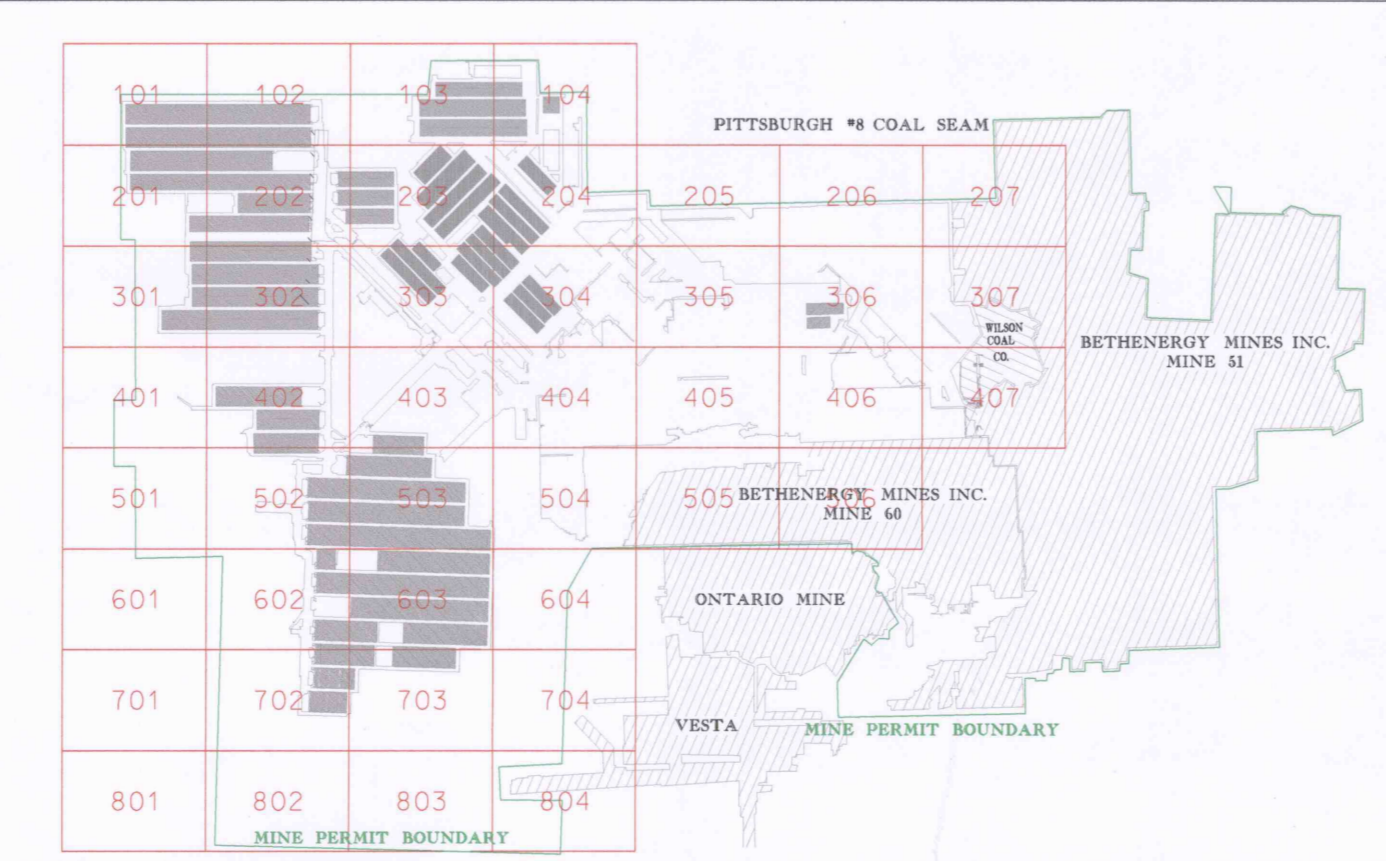 101 102 103 104
PITTSBURGH #8 COAL SEAM
201 202 203 204 205 206 207
301 302 303 304 305 306 307
WILSON
COAL
CO.
BETHENERGY MINES INC.
MINE 51
401 402 403 404 405 406 407
501 502 503 504 505 506
BETHENERGY MINES INC.
MINE 60
601 602 603 604
ONTARIO MINE
701 702 703 704
VESTA
MINE PERMIT BOUNDARY
801 802 803 804
MINE PERMIT BOUNDARY